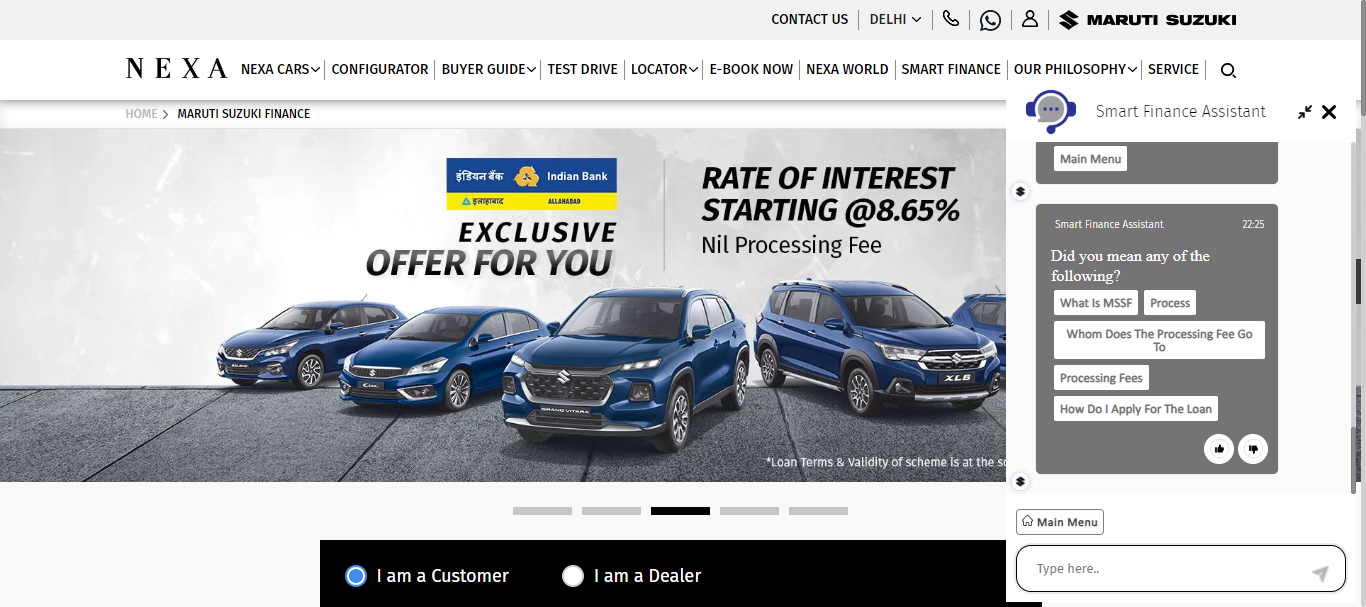 CONTACT US
DELHI
MARUTI SUZUKI
NEXA
NEXA CARS
CONFIGURATOR
BUYER GUIDE
TEST DRIVE
LOCATOR
E-BOOK NOW
NEXA WORLD
SMART FINANCE
OUR PHILOSOPHY
SERVICE
HOME
MARUTI SUZUKI FINANCE
इंडियन बैंक
Indian Bank
इलाहाबाद
ALLAHABAD
EXCLUSIVE
OFFER FOR YOU
RATE OF INTEREST
STARTING @8.65%
Nil Processing Fee
BALENO
Ciaz
GRAND VITARA
XL6
*Loan Terms & Validity of scheme is at the
I am a Customer
I am a Dealer
Smart Finance Assistant
Main Menu
Smart Finance Assistant
22:25
Did you mean any of the
following?
What Is MSSF
Process
Whom Does The Processing Fee Go
To
Processing Fees
How Do I Apply For The Loan
Main Menu
Type here..